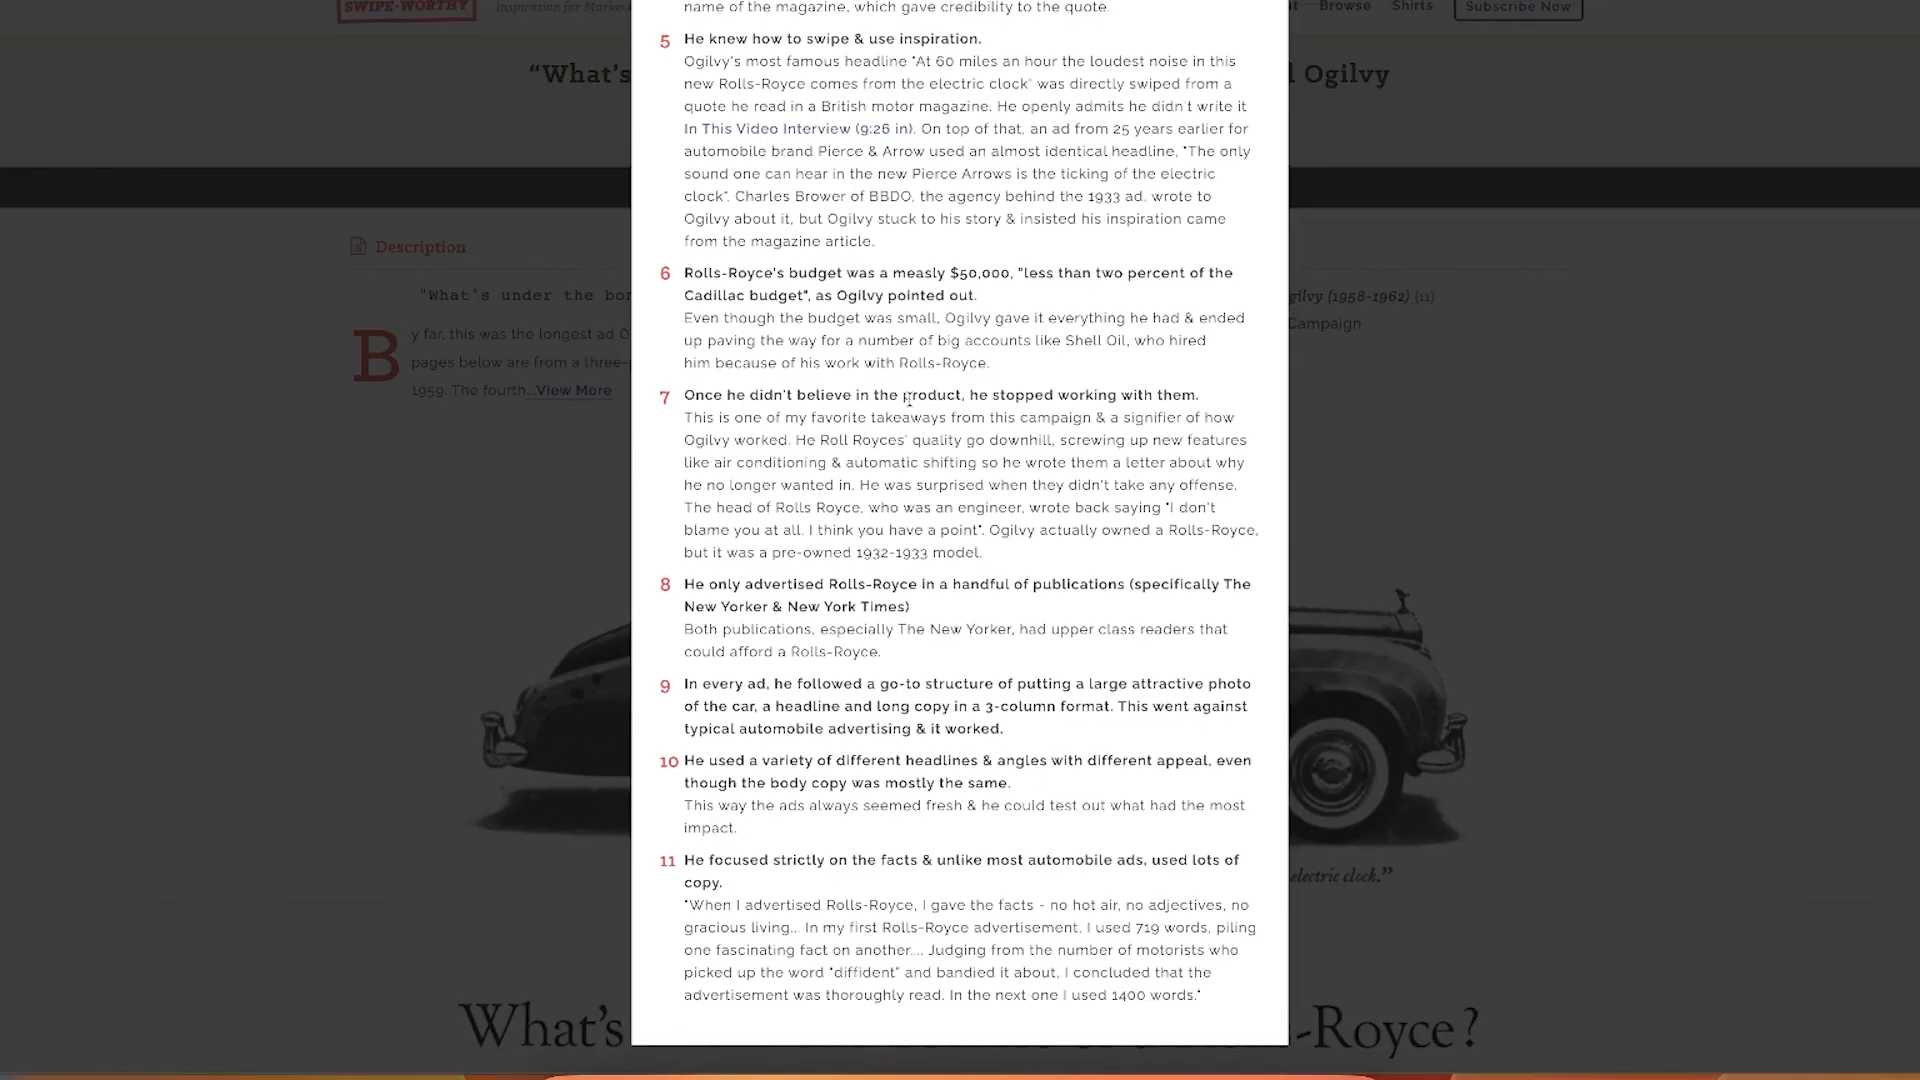 SWIPE-WORTHY
Inspiration for Markete
Browse
Shirts
Subscribe Now
"What's
l Ogilvy
name of the magazine, which gave credibility to the quote.
5 He knew how to swipe & use inspiration.
Ogilvy's most famous headline "At 60 miles an hour the loudest noise in this
new Rolls-Royce comes from the electric clock" was directly swiped from a
quote he read in a British motor magazine. He openly admits he didn't write it
In This Video Interview (9:26 in). On top of that, an ad from 25 years earlier for
automobile brand Pierce & Arrow used an almost identical headline, "The only
sound one can hear in the new Pierce Arrows is the ticking of the electric
clock". Charles Brower of BBDO, the agency behind the 1933 ad, wrote to
Ogilvy about it, but Ogilvy stuck to his story & insisted his inspiration came
from the magazine article.
6 Rolls-Royce's budget was a measly $50,000, "less than two percent of the
Cadillac budget", as Ogilvy pointed out.
Even though the budget was small, Ogilvy gave it everything he had & ended
up paving the way for a number of big accounts like Shell Oil, who hired
him because of his work with Rolls-Royce.
7 Once he didn't believe in the product, he stopped working with them.
This is one of my favorite takeaways from this campaign & a signifier of how
Ogilvy worked. He Roll Royces' quality go downhill, screwing up new features
like air conditioning & automatic shifting so he wrote them a letter about why
he no longer wanted in. He was surprised when they didn't take any offense.
The head of Rolls Royce, who was an engineer, wrote back saying "I don't
blame you at all. I think you have a point". Ogilvy actually owned a Rolls-Royce,
but it was a pre-owned 1932-1933 model.
8 He only advertised Rolls-Royce in a handful of publications (specifically The
New Yorker & New York Times)
Both publications, especially The New Yorker, had upper class readers that
could afford a Rolls-Royce.
9 In every ad, he followed a go-to structure of putting a large attractive photo
of the car, a headline and long copy in a 3-column format. This went against
typical automobile advertising & it worked.
10 He used a variety of different headlines & angles with different appeal, even
though the body copy was mostly the same.
This way the ads always seemed fresh & he could test out what had the most
impact.
11 He focused strictly on the facts & unlike most automobile ads, used lots of
copy.
"When I advertised Rolls-Royce, I gave the facts - no hot air, no adjectives, no
gracious living... In my first Rolls-Royce advertisement, I used 719 words, piling
one fascinating fact on another.... Judging from the number of motorists who
picked up the word "diffident" and bandied it about, I concluded that the
advertisement was thoroughly read. In the next one I used 1400 words."
Description
"What's under the bon
By far, this was the longest ad O
pages below are from a three-
1959. The fourth...View More
gilvy (1958-1962) (11)
Campaign
electric clock."
What's
-Royce?